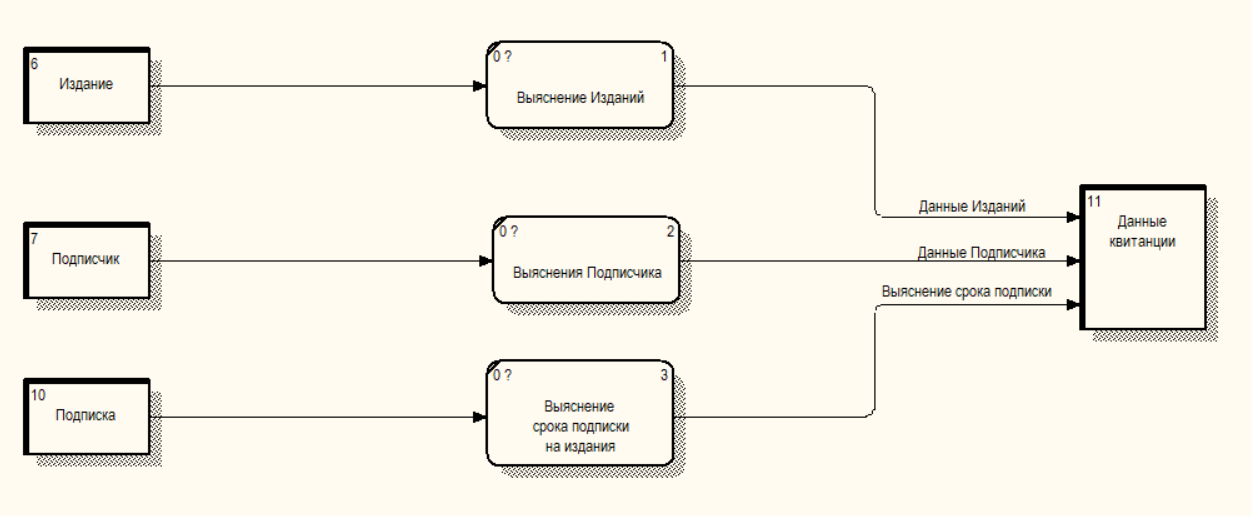 6
Издание
0 ?
1
Выяснение Изданий
7
Подписчик
0 ?
2
Выяснения Подписчика
10
Подписка
0 ?
3
Выяснение
срока подписки
на издания
Данные Изданий
Данные Подписчика
Выяснение срока подписки
11
Данные
квитанции